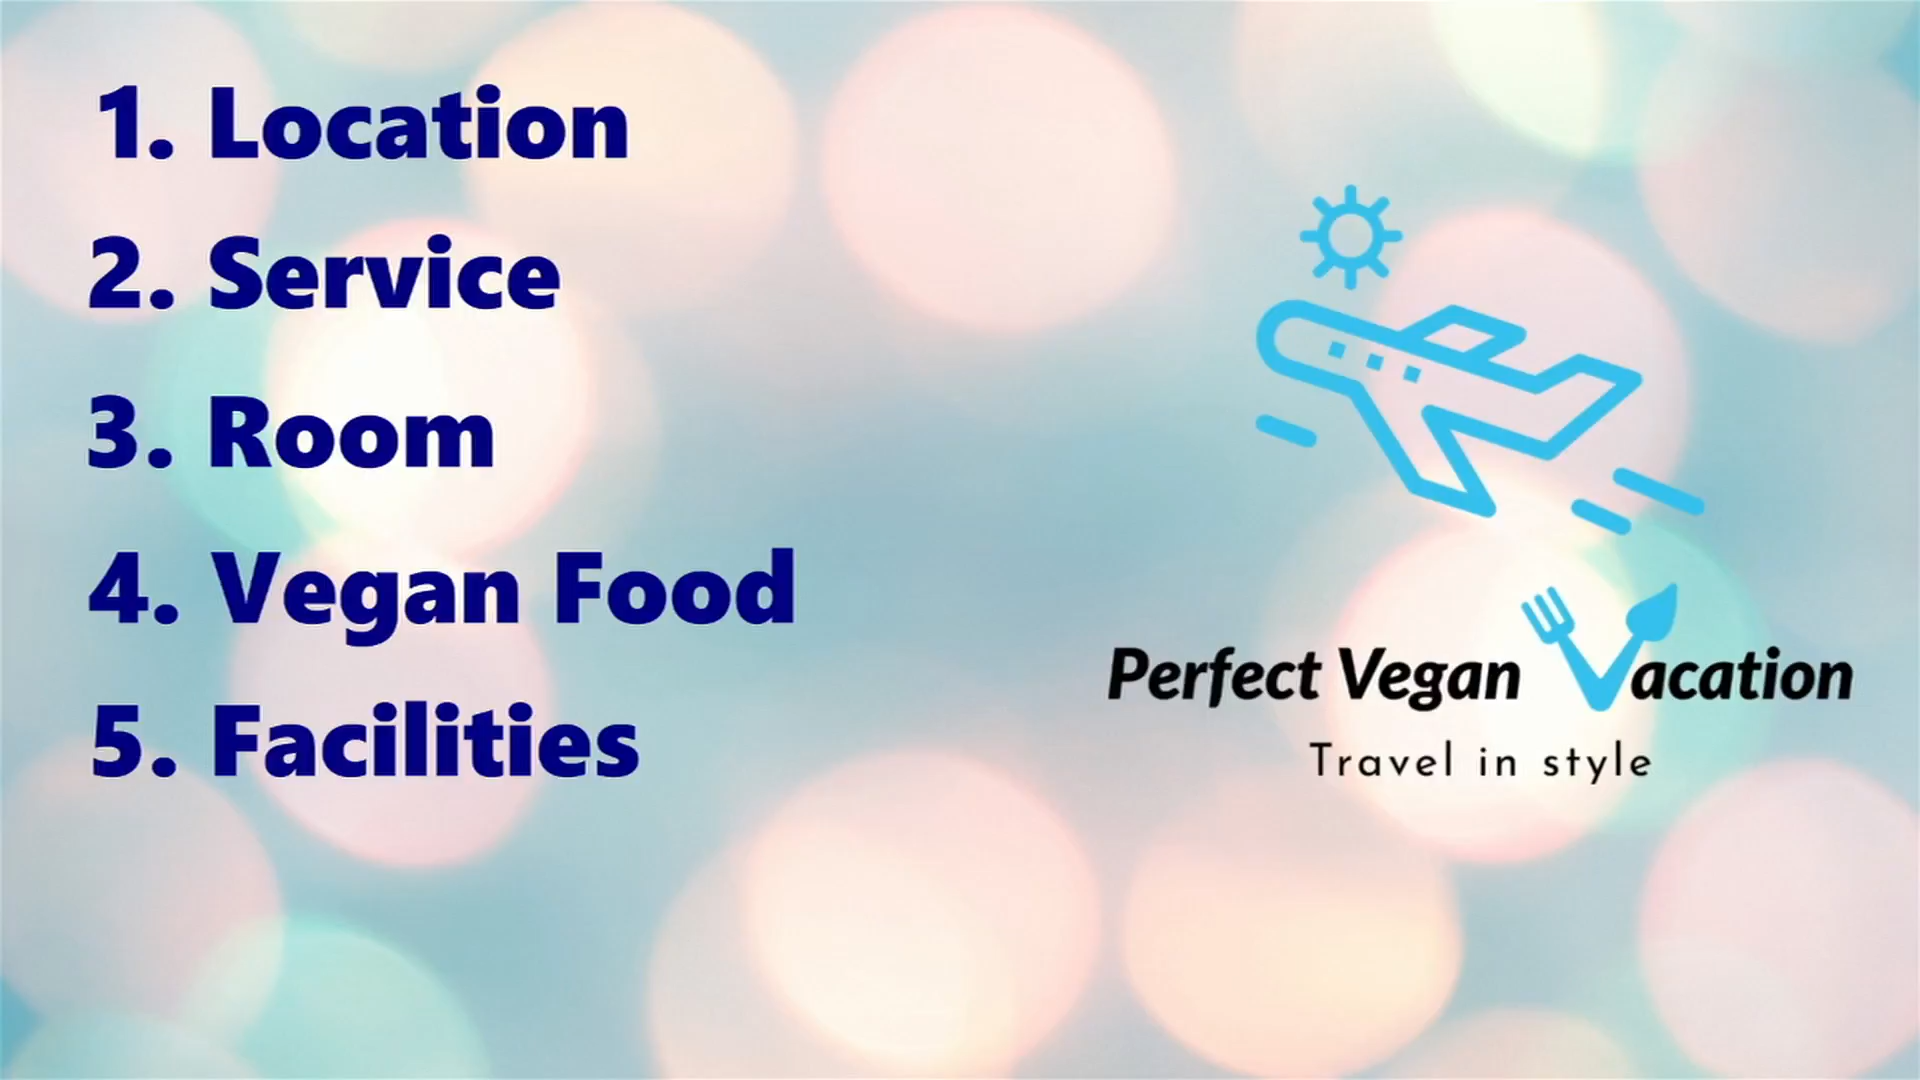 1. Location
2. Service
3. Room
4. Vegan Food
5. Facilities
Perfect Vegan Vacation
Travel in style